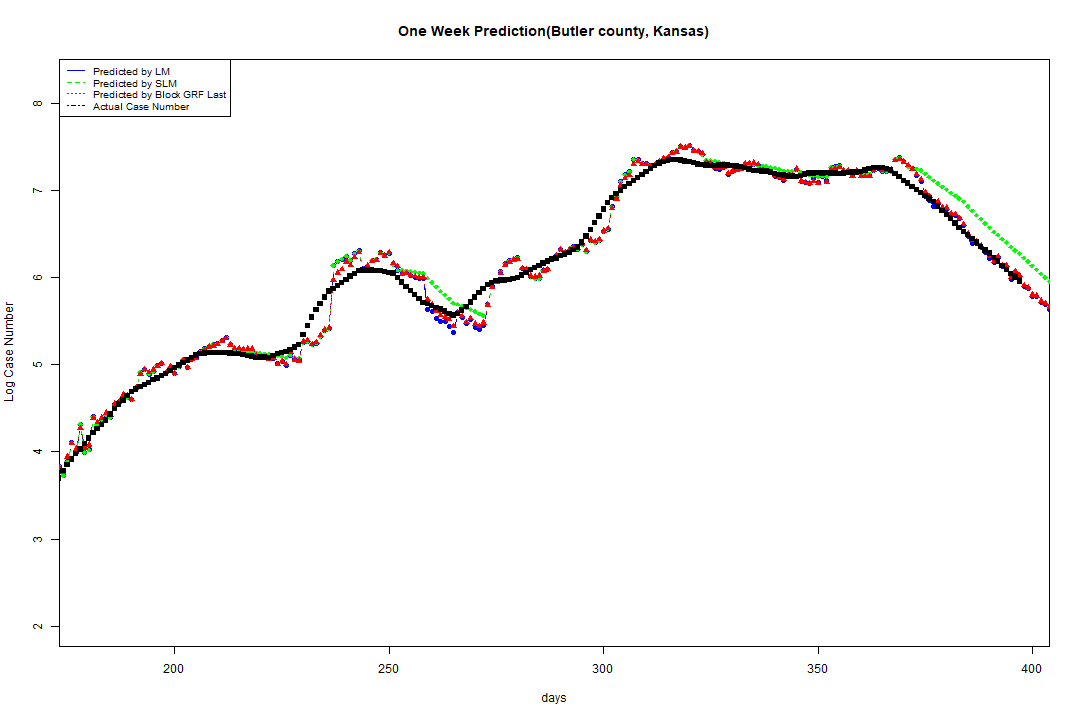 One Week Prediction(Butler county, Kansas)
Predicted by LM
Predicted by SLM
Predicted by Block GRF Last
Actual Case Number
8
7
6
5
4
3
2
Log Case Number
200 250 300 350 400
days